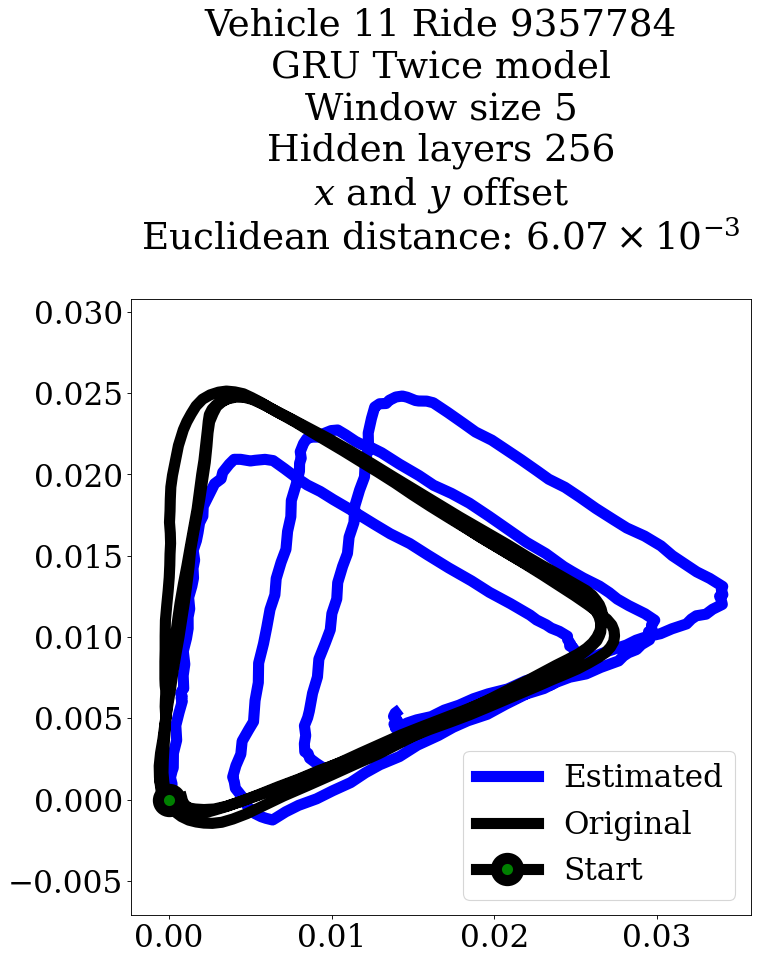 Vehicle 11 Ride 9357784
GRU Twice model
Window size 5
Hidden layers 256
x and y offset
Euclidean distance: 6.07 × 10⁻³
0.030
0.025
0.020
0.015
0.010
0.005
0.000
−0.005
Estimated
Original
Start
0.00 0.01 0.02 0.03